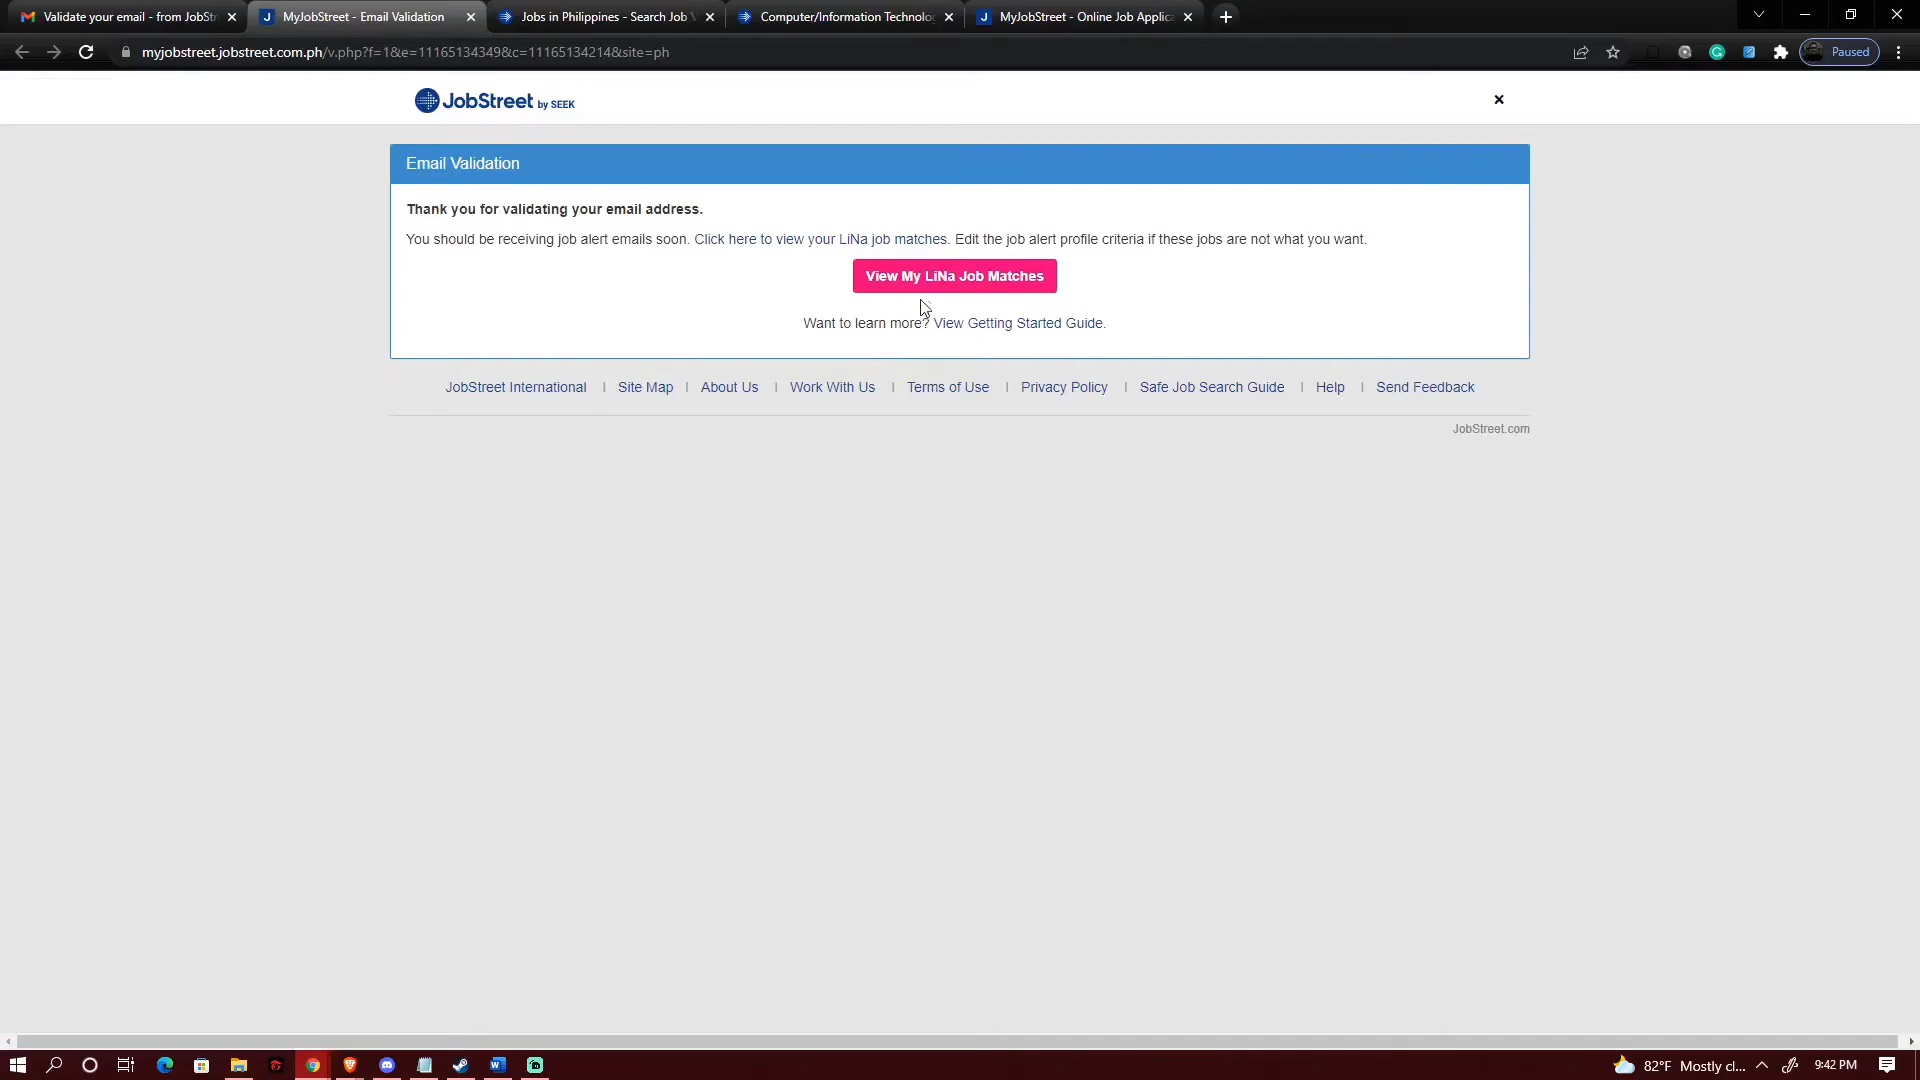 Validate your email - from JobStr
MyJobStreet - Email Validation
Jobs in Philippines - Search Job V
Computer/Information Technolo
MyJobStreet - Online Job Applica
myjobstreet.jobstreet.com.ph/v.php?f=1&e=11165134349&c=11165134214&site=ph
Paused
JobStreet by SEEK
Email Validation
Thank you for validating your email address.
You should be receiving job alert emails soon. Click here to view your LiNa job matches. Edit the job alert profile criteria if these jobs are not what you want.
View My LiNa Job Matches
Want to learn more? View Getting Started Guide.
JobStreet International | Site Map | About Us | Work With Us | Terms of Use | Privacy Policy | Safe Job Search Guide | Help | Send Feedback
JobStreet.com
82°F Mostly cl... 9:42 PM